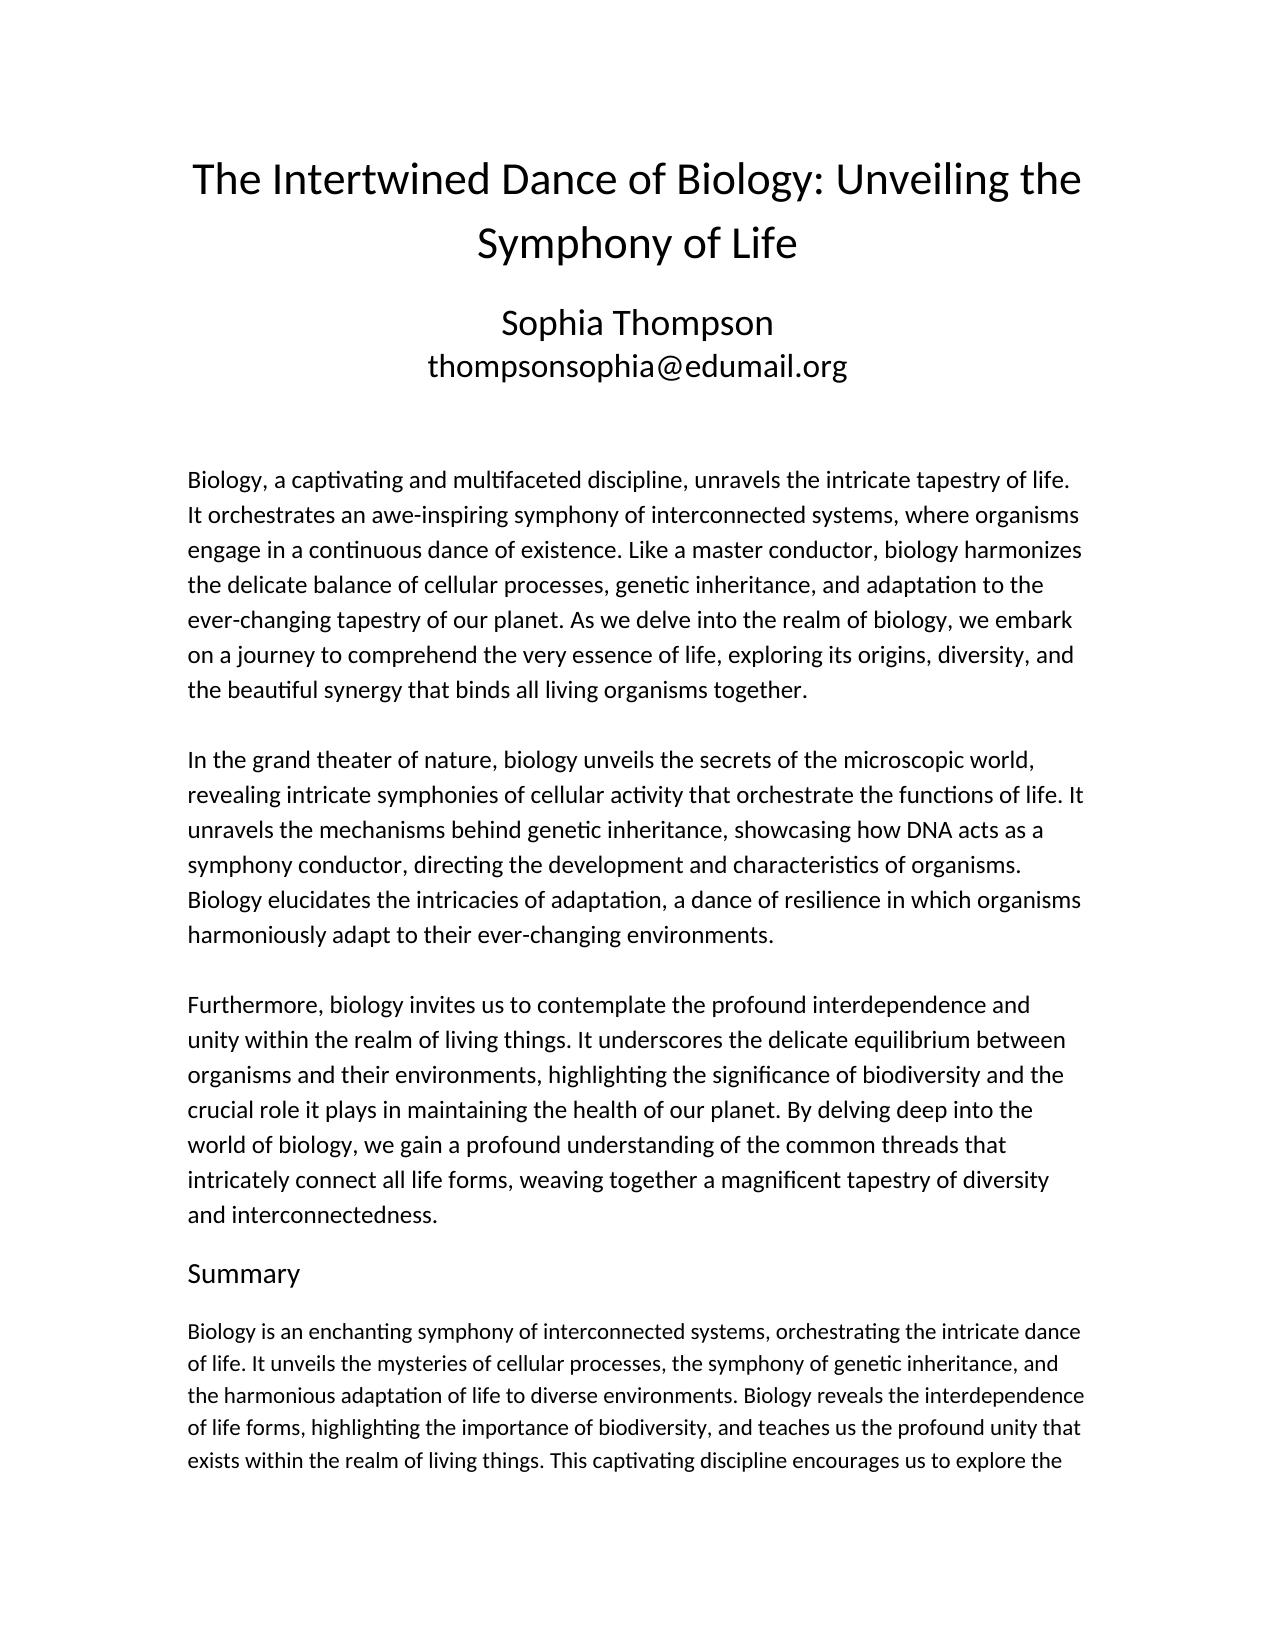 The Intertwined Dance of Biology: Unveiling the
Symphony of Life
Sophia Thompson
thompsonsophia@edumail.org
Biology, a captivating and multifaceted discipline, unravels the intricate tapestry of life.
It orchestrates an awe-inspiring symphony of interconnected systems, where organisms
engage in a continuous dance of existence. Like a master conductor, biology harmonizes
the delicate balance of cellular processes, genetic inheritance, and adaptation to the
ever-changing tapestry of our planet. As we delve into the realm of biology, we embark
on a journey to comprehend the very essence of life, exploring its origins, diversity, and
the beautiful synergy that binds all living organisms together.
In the grand theater of nature, biology unveils the secrets of the microscopic world,
revealing intricate symphonies of cellular activity that orchestrate the functions of life. It
unravels the mechanisms behind genetic inheritance, showcasing how DNA acts as a
symphony conductor, directing the development and characteristics of organisms.
Biology elucidates the intricacies of adaptation, a dance of resilience in which organisms
harmoniously adapt to their ever-changing environments.
Furthermore, biology invites us to contemplate the profound interdependence and
unity within the realm of living things. It underscores the delicate equilibrium between
organisms and their environments, highlighting the significance of biodiversity and the
crucial role it plays in maintaining the health of our planet. By delving deep into the
world of biology, we gain a profound understanding of the common threads that
intricately connect all life forms, weaving together a magnificent tapestry of diversity
and interconnectedness.
Summary
Biology is an enchanting symphony of interconnected systems, orchestrating the intricate dance
of life. It unveils the mysteries of cellular processes, the symphony of genetic inheritance, and
the harmonious adaptation of life to diverse environments. Biology reveals the interdependence
of life forms, highlighting the importance of biodiversity, and teaches us the profound unity that
exists within the realm of living things. This captivating discipline encourages us to explore the